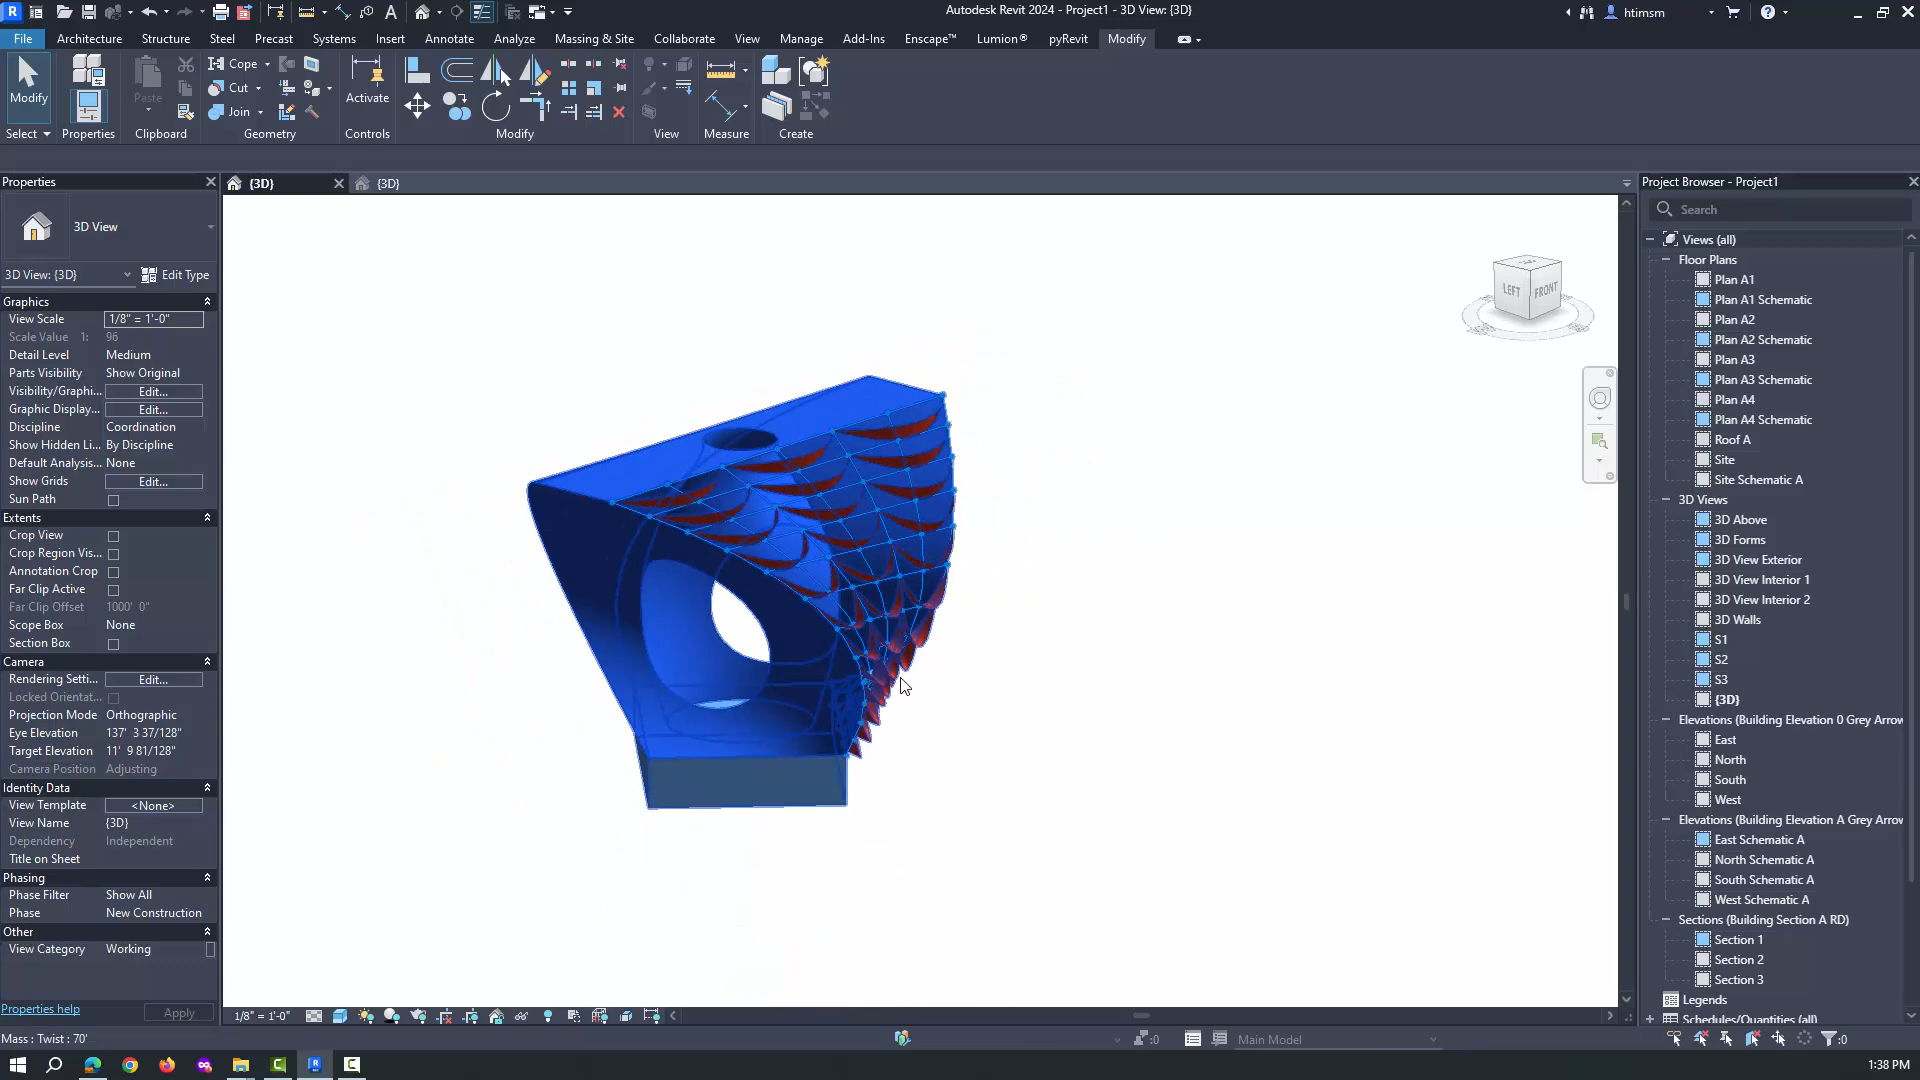 Autodesk Revit 2024 - Project1 - 3D View: {3D}
htimsm
File Architecture Structure Steel Precast Systems Insert Annotate Analyze Massing & Site Collaborate View Manage Add-Ins Enscape™ Lumion® pyRevit Modify
Modify
Paste
Cope
Cut
Join
Activate
Select Properties Clipboard Geometry Controls Modify View Measure Create
Properties
3D View
3D View: {3D} Edit Type
Graphics
View Scale 1/8" = 1'-0"
Scale Value 1: 96
Detail Level Medium
Parts Visibility Show Original
Visibility/Graphi... Edit...
Graphic Display... Edit...
Discipline Coordination
Show Hidden Li... By Discipline
Default Analysis... None
Show Grids Edit...
Sun Path
Extents
Crop View
Crop Region Vis...
Annotation Crop
Far Clip Active
Far Clip Offset 1000' 0"
Scope Box None
Section Box
Camera
Rendering Setti... Edit...
Locked Orientat...
Projection Mode Orthographic
Eye Elevation 137' 3 37/128"
Target Elevation 11' 9 81/128"
Camera Position Adjusting
Identity Data
View Template <None>
View Name {3D}
Dependency Independent
Title on Sheet
Phasing
Phase Filter Show All
Phase New Construction
Other
View Category Working
Properties help Apply
{3D} {3D}
LEFT FRONT
1/8" = 1'-0"
Project Browser - Project1
Search
Views (all)
Floor Plans
Plan A1
Plan A1 Schematic
Plan A2
Plan A2 Schematic
Plan A3
Plan A3 Schematic
Plan A4
Plan A4 Schematic
Roof A
Site
Site Schematic A
3D Views
3D Above
3D Forms
3D View Exterior
3D View Interior 1
3D View Interior 2
3D Walls
S1
S2
S3
{3D}
Elevations (Building Elevation 0 Grey Arrow
East
North
South
West
Elevations (Building Elevation A Grey Arrow
East Schematic A
North Schematic A
South Schematic A
West Schematic A
Sections (Building Section A RD)
Section 1
Section 2
Section 3
Legends
Schedules/Quantities (all)
Mass : Twist : 70'
:0
Main Model
:0
1:38 PM